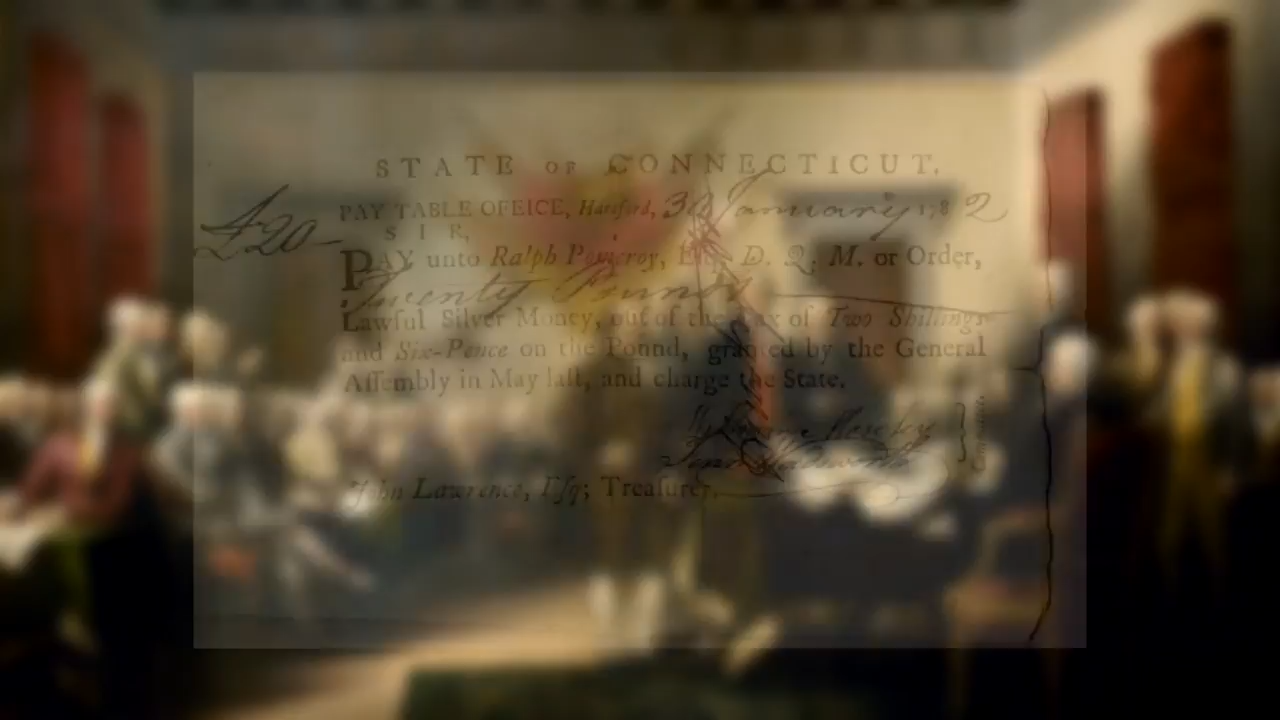 STATE OF CONNECTICUT.
£20 PAY TABLE OFEICE, Hartford, 30 January 1782
SIR,
PAY unto Ralph Pomeroy, Esq; D. Q. M. or Order,
Twenty Pounds
Lawful Silver Money, out of the Tax of Two Shillings
and Six-Pence on the Pound, granted by the General
Aſſembly in May laſt, and charge the State.
John Lawrence, Eſq; Treaſurer.